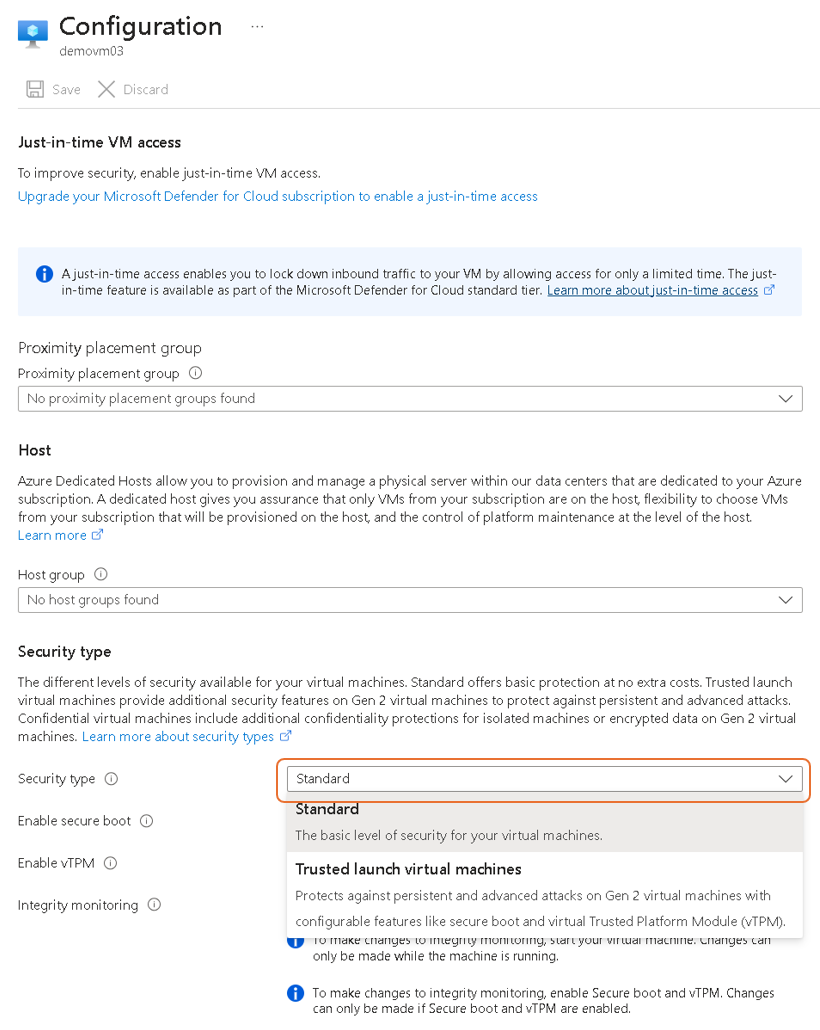 Configuration ...
demovm03
Save Discard
Just-in-time VM access
To improve security, enable just-in-time VM access.
Upgrade your Microsoft Defender for Cloud subscription to enable a just-in-time access
A just-in-time access enables you to lock down inbound traffic to your VM by allowing access for only a limited time. The just-
in-time feature is available as part of the Microsoft Defender for Cloud standard tier. Learn more about just-in-time access
Proximity placement group
Proximity placement group
No proximity placement groups found
Host
Azure Dedicated Hosts allow you to provision and manage a physical server within our data centers that are dedicated to your Azure
subscription. A dedicated host gives you assurance that only VMs from your subscription are on the host, flexibility to choose VMs
from your subscription that will be provisioned on the host, and the control of platform maintenance at the level of the host.
Learn more
Host group
No host groups found
Security type
The different levels of security available for your virtual machines. Standard offers basic protection at no extra costs. Trusted launch
virtual machines provide additional security features on Gen 2 virtual machines to protect against persistent and advanced attacks.
Confidential virtual machines include additional confidentiality protections for isolated machines or encrypted data on Gen 2 virtual
machines. Learn more about security types
Security type
Standard
Standard
Enable secure boot
The basic level of security for your virtual machines.
Enable vTPM
Trusted launch virtual machines
Protects against persistent and advanced attacks on Gen 2 virtual machines with
Integrity monitoring
configurable features like secure boot and virtual Trusted Platform Module (vTPM).
To make changes to integrity monitoring, start your virtual machine. Changes can
only be made while the machine is running.
To make changes to integrity monitoring, enable Secure boot and vTPM. Changes
can only be made if Secure boot and vTPM are enabled.